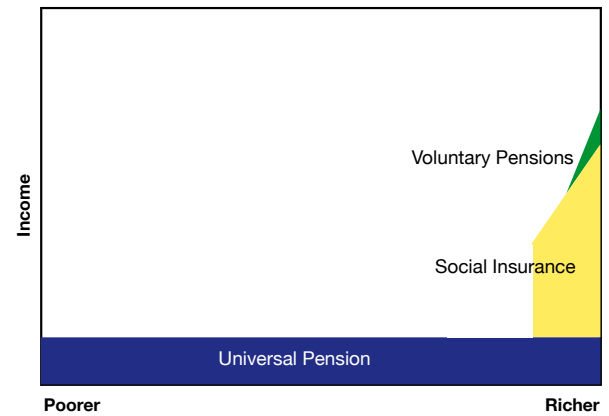 Voluntary Pensions
Income
Social Insurance
Universal Pension
Poorer
Richer